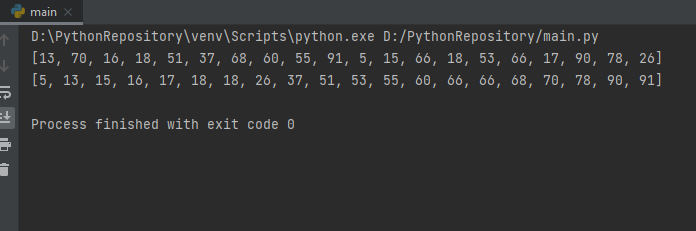 main
D:\PythonRepository\venv\Scripts\python.exe D:/PythonRepository/main.py
[13, 70, 16, 18, 51, 37, 68, 60, 55, 91, 5, 15, 66, 18, 53, 66, 17, 90, 78, 26]
[5, 13, 15, 16, 17, 18, 18, 26, 37, 51, 53, 55, 60, 66, 66, 68, 70, 78, 90, 91]
Process finished with exit code 0